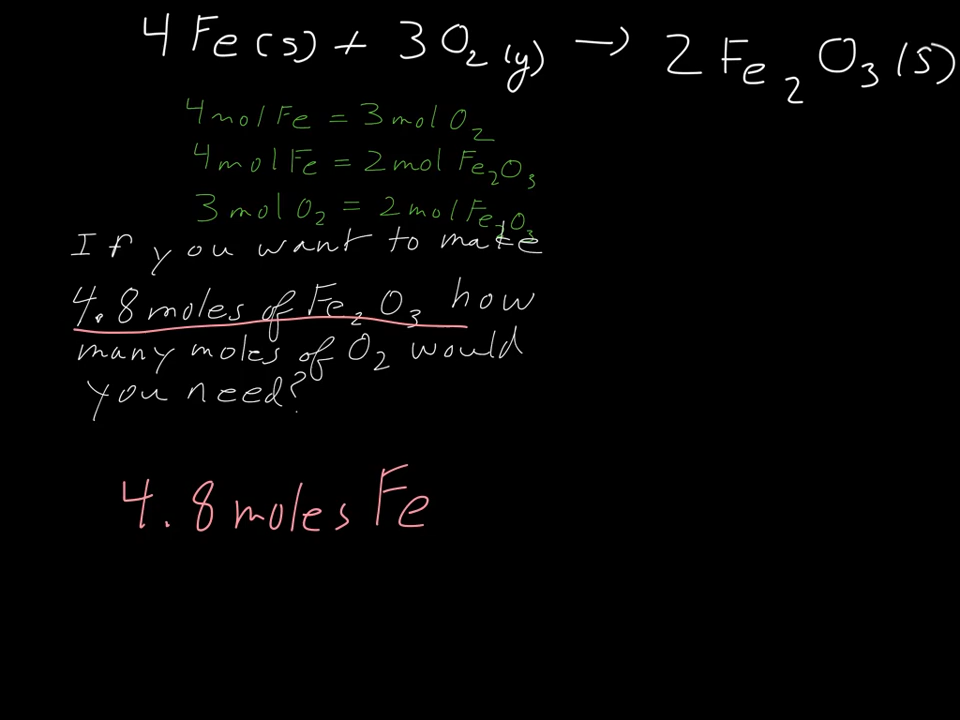 4 Fe(s) + 3 O₂(g) → 2 Fe₂O₃(s)
4 mol Fe = 3 mol O₂
4 mol Fe = 2 mol Fe₂O₃
3 mol O₂ = 2 mol Fe₂O₃
If you want to make
4.8 moles of Fe₂O₃ how
many moles of O₂ would
you need?
4.8 moles Fe